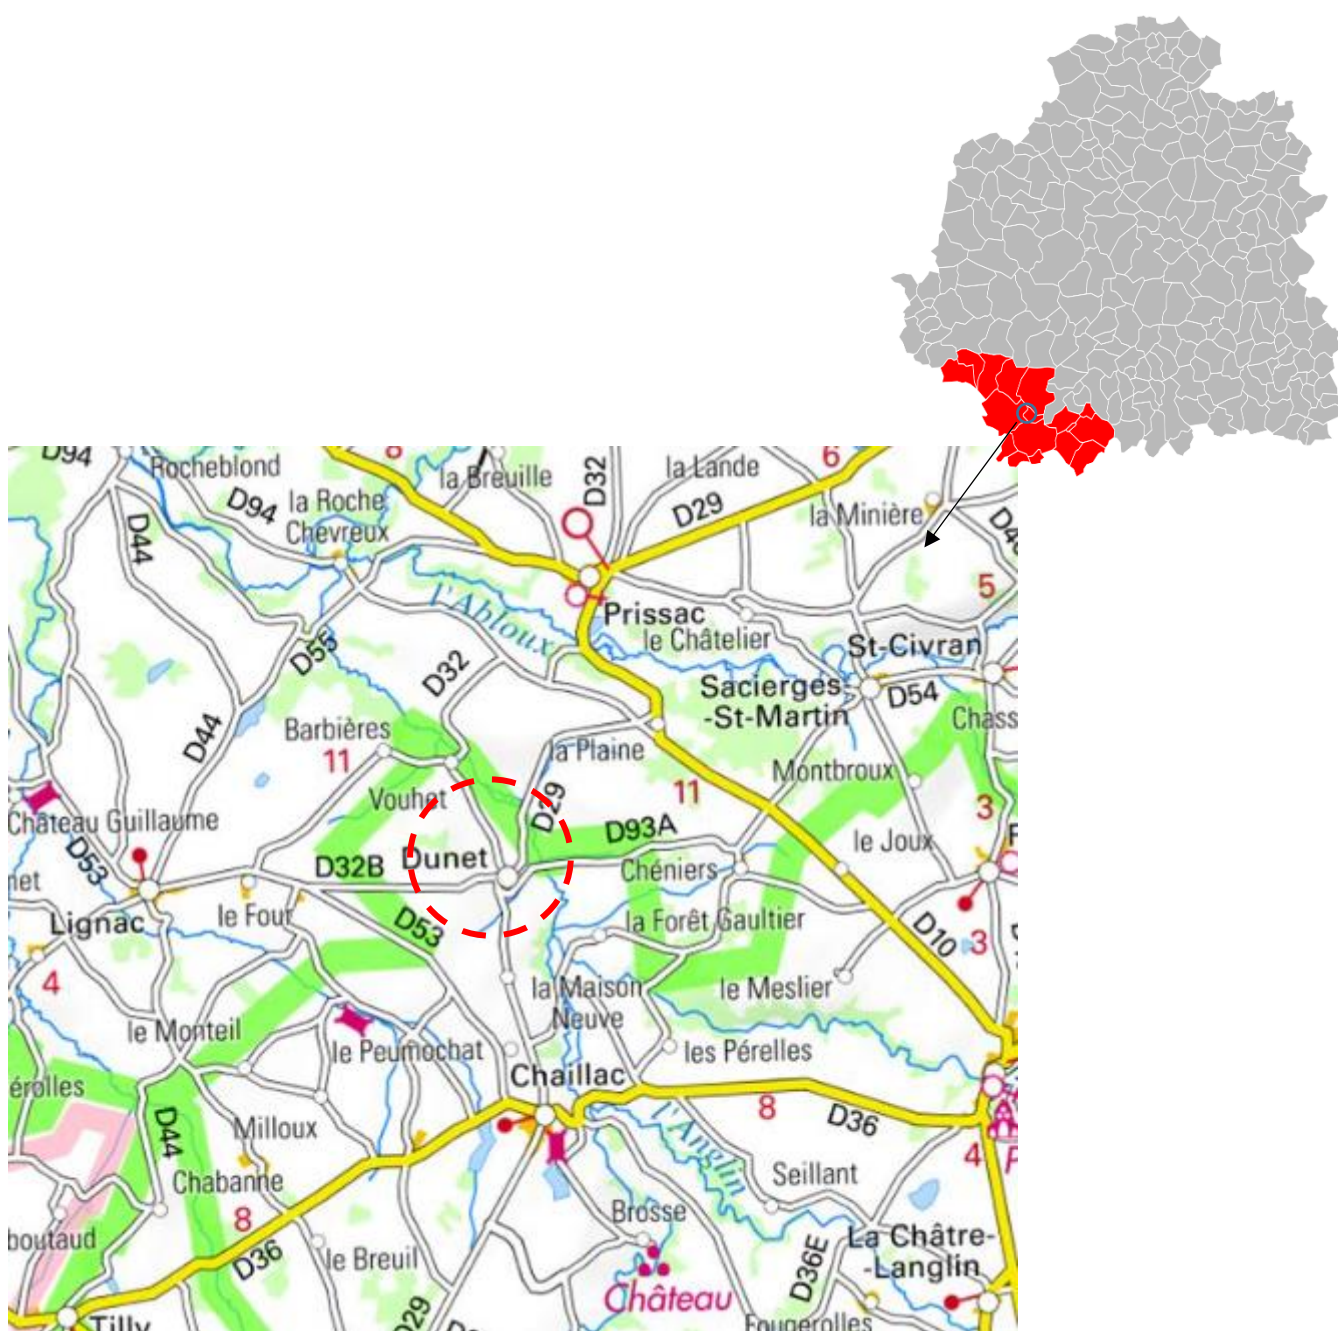 D94
Rocheblond
8
la Breuille
D32
la Lande
6
D94
la Roche
Chevreux
D29
la Minière
D44
5
l'Abloux
Prissac
le Châtelier
St-Civran
D55
D32
Sacierges-
-St-Martin
D54
Chass
D44
Barbières
11
la Plaine
Montbroux
Vouhet
11
D29
3
Château Guillaume
D93A
le Joux
D53
D32B
Dunet
Chéniers
net
Lignac
le Four
D53
la Forêt Gaultier
D10
3
4
la Maison
Neuve
le Meslier
le Monteil
le Peumochat
les Pérelles
érolles
Chaillac
8
D36
D44
Milloux
l'Anglin
4
Chabanne
Seillant
8
Brosse
boutaud
le Breuil
La Châtre-
-Langlin
D36
D36E
Château
D29
Tilly
Fougerolles